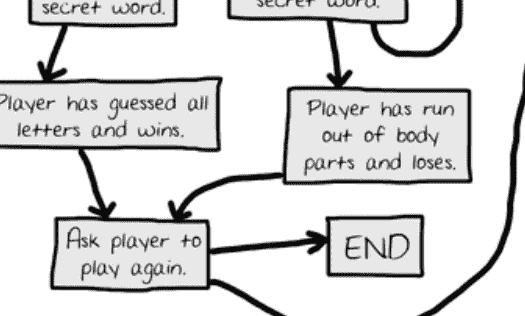 secret word.
secret word.
Player has guessed all
letters and wins.
Player has run
out of body
parts and loses.
Ask player to
play again.
END